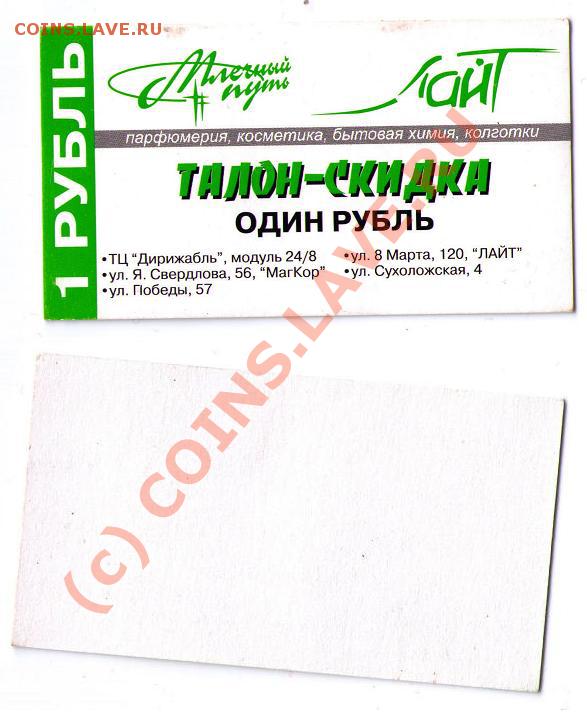 COINS.LAVE.RU
1 РУБЛЬ
Млечный путь
ЛАЙТ
парфюмерия, косметика, бытовая химия, колготки
ТАЛОН-СКИДКА
ОДИН РУБЛЬ
•ТЦ "Дирижабль", модуль 24/8
•ул. Я. Свердлова, 56, "МагКор"
•ул. Победы, 57
•ул. 8 Марта, 120, "ЛАЙТ"
•ул. Сухоложская, 4
(c) COINS.LAVE.RU